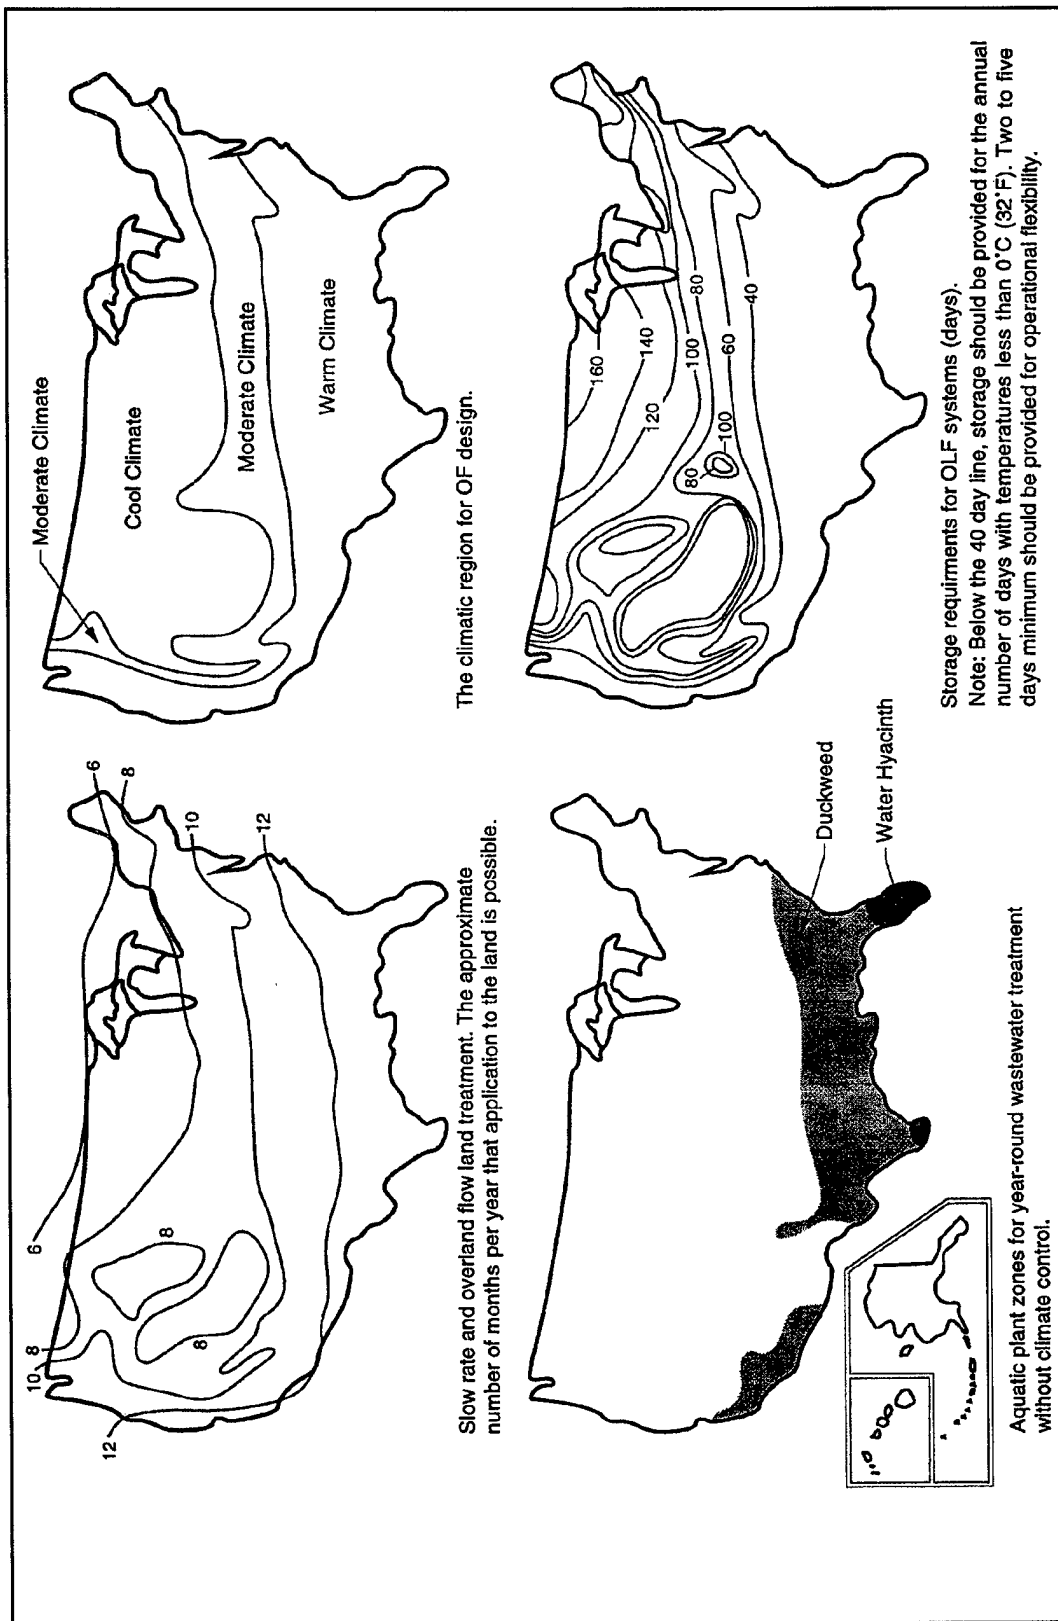 6
8
10
12
6
8
10
12
8
8
Slow rate and overland flow land treatment. The approximate
number of months per year that application to the land is possible.
Moderate Climate
Cool Climate
Moderate Climate
Warm Climate
The climatic region for OF design.
Duckweed
Water Hyacinth
Aquatic plant zones for year-round wastewater treatment
without climate control.
160
140
120
100
80
60
40
80
100
Storage requirments for OLF systems (days).
Note: Below the 40 day line, storage should be provided for the annual
number of days with temperatures less than 0°C (32°F). Two to five
days minimum should be provided for operational flexibility.